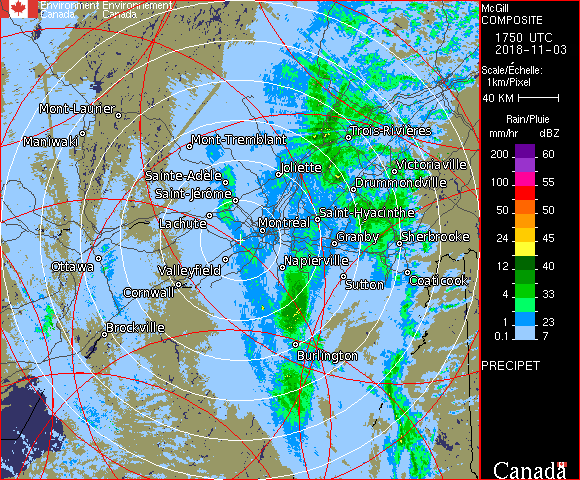 Environment Environnement
Canada Canada
McGill
COMPOSITE
1750 UTC
2018-11-03
Scale/Échelle:
1km/Pixel
40 KM
Rain/Pluie
mm/hr dBZ
200 60
100 55
50 50
24 45
12 40
4 33
1 23
0.1 7
PRECIPET
Mont-Laurier
Maniwaki
Mont-Tremblant
Trois-Rivières
Joliette
Victoriaville
Sainte-Adèle
Drummondville
Saint-Jérôme
Saint-Hyacinthe
Lachute
Montréal
Granby
Sherbrooke
Ottawa
Valleyfield
Napierville
Coaticook
Cornwall
Sutton
Brockville
Burlington
Canada